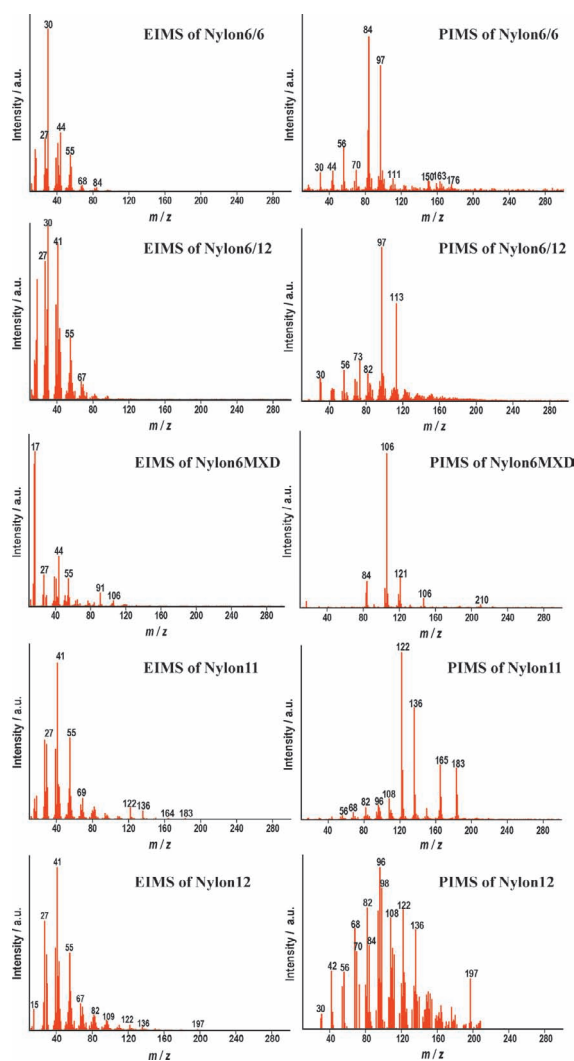 EIMS of Nylon6/6
Intensity / a.u.
30
27
44
55
68
84
40 80 120 160 200 240 280
m / z
PIMS of Nylon6/6
Intensity / a.u.
84
97
56
30
44
70
111
150
163
176
40 80 120 160 200 240 280
m / z
EIMS of Nylon6/12
Intensity / a.u.
30
41
27
55
67
40 80 120 160 200 240 280
m / z
PIMS of Nylon6/12
Intensity / a.u.
97
113
73
56
82
30
40 80 120 160 200 240 280
m / z
EIMS of Nylon6MXD
Intensity / a.u.
17
44
27
55
91
106
40 80 120 160 200 240 280
m / z
PIMS of Nylon6MXD
Intensity / a.u.
106
84
121
106
210
40 80 120 160 200 240 280
m / z
EIMS of Nylon11
Intensity / a.u.
41
27
55
69
122
136
164
183
40 80 120 160 200 240 280
m / z
PIMS of Nylon11
Intensity / a.u.
122
136
165
183
108
96
82
68
56
40 80 120 160 200 240 280
m / z
EIMS of Nylon12
Intensity / a.u.
41
27
55
15
67
82
109
122
136
197
40 80 120 160 200 240 280
m / z
PIMS of Nylon12
Intensity / a.u.
96
98
82
108
122
68
84
136
70
42
56
197
30
40 80 120 160 200 240 280
m / z